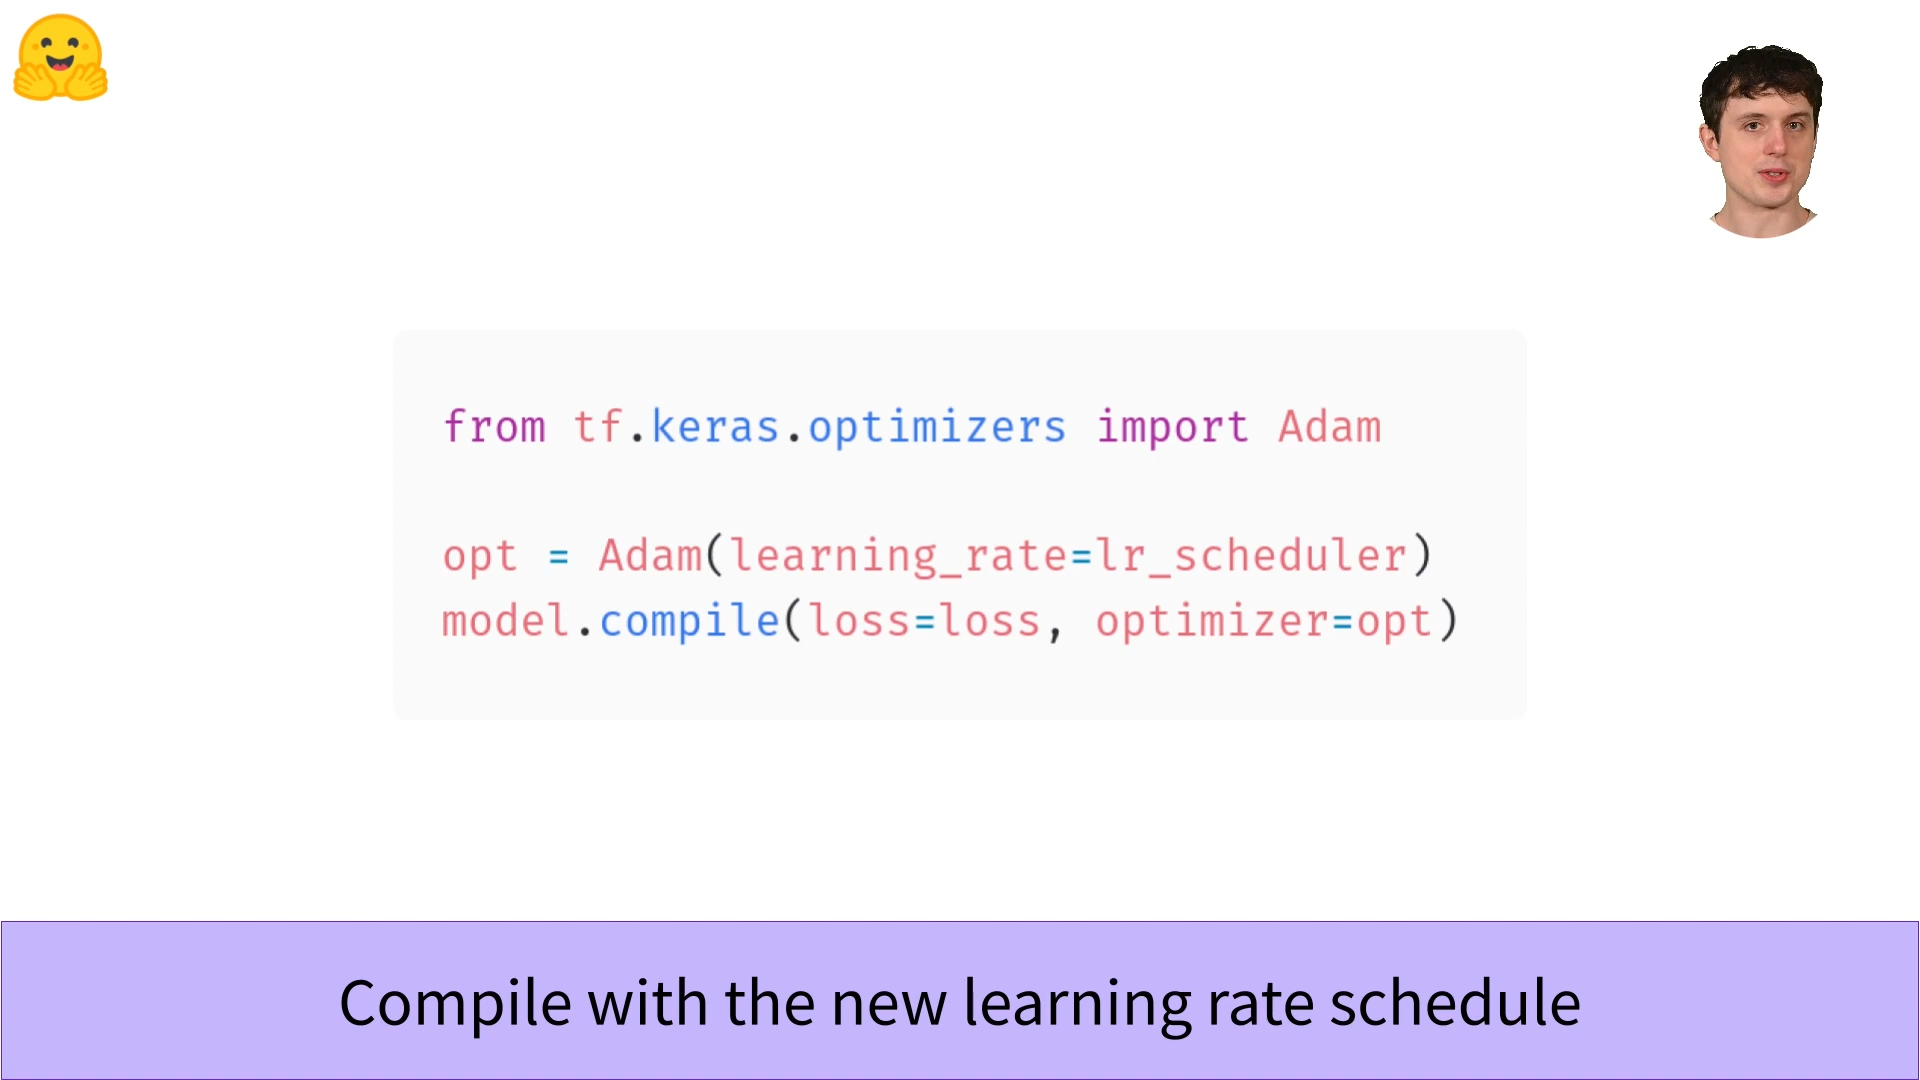 from tf.keras.optimizers import Adam
opt = Adam(learning_rate=lr_scheduler)
model.compile(loss=loss, optimizer=opt)
Compile with the new learning rate schedule